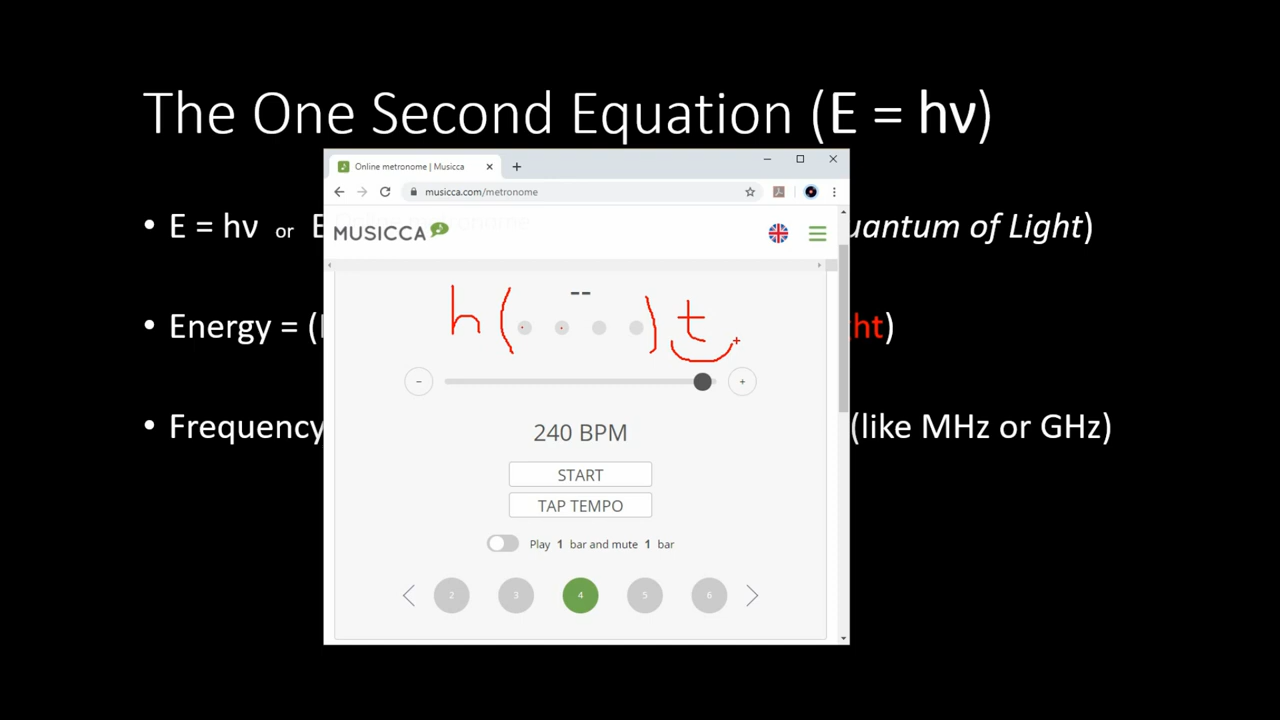 The One Second Equation (E = hν)
Online metronome | Musicca
musicca.com/metronome
• E = hν or E
Online metronome
MUSICCA
uantum of Light)
--
h( ) t
• Energy = (
ht)
− +
• Frequency
(like MHz or GHz)
240 BPM
START
TAP TEMPO
Play 1 bar and mute 1 bar
2 3 4 5 6